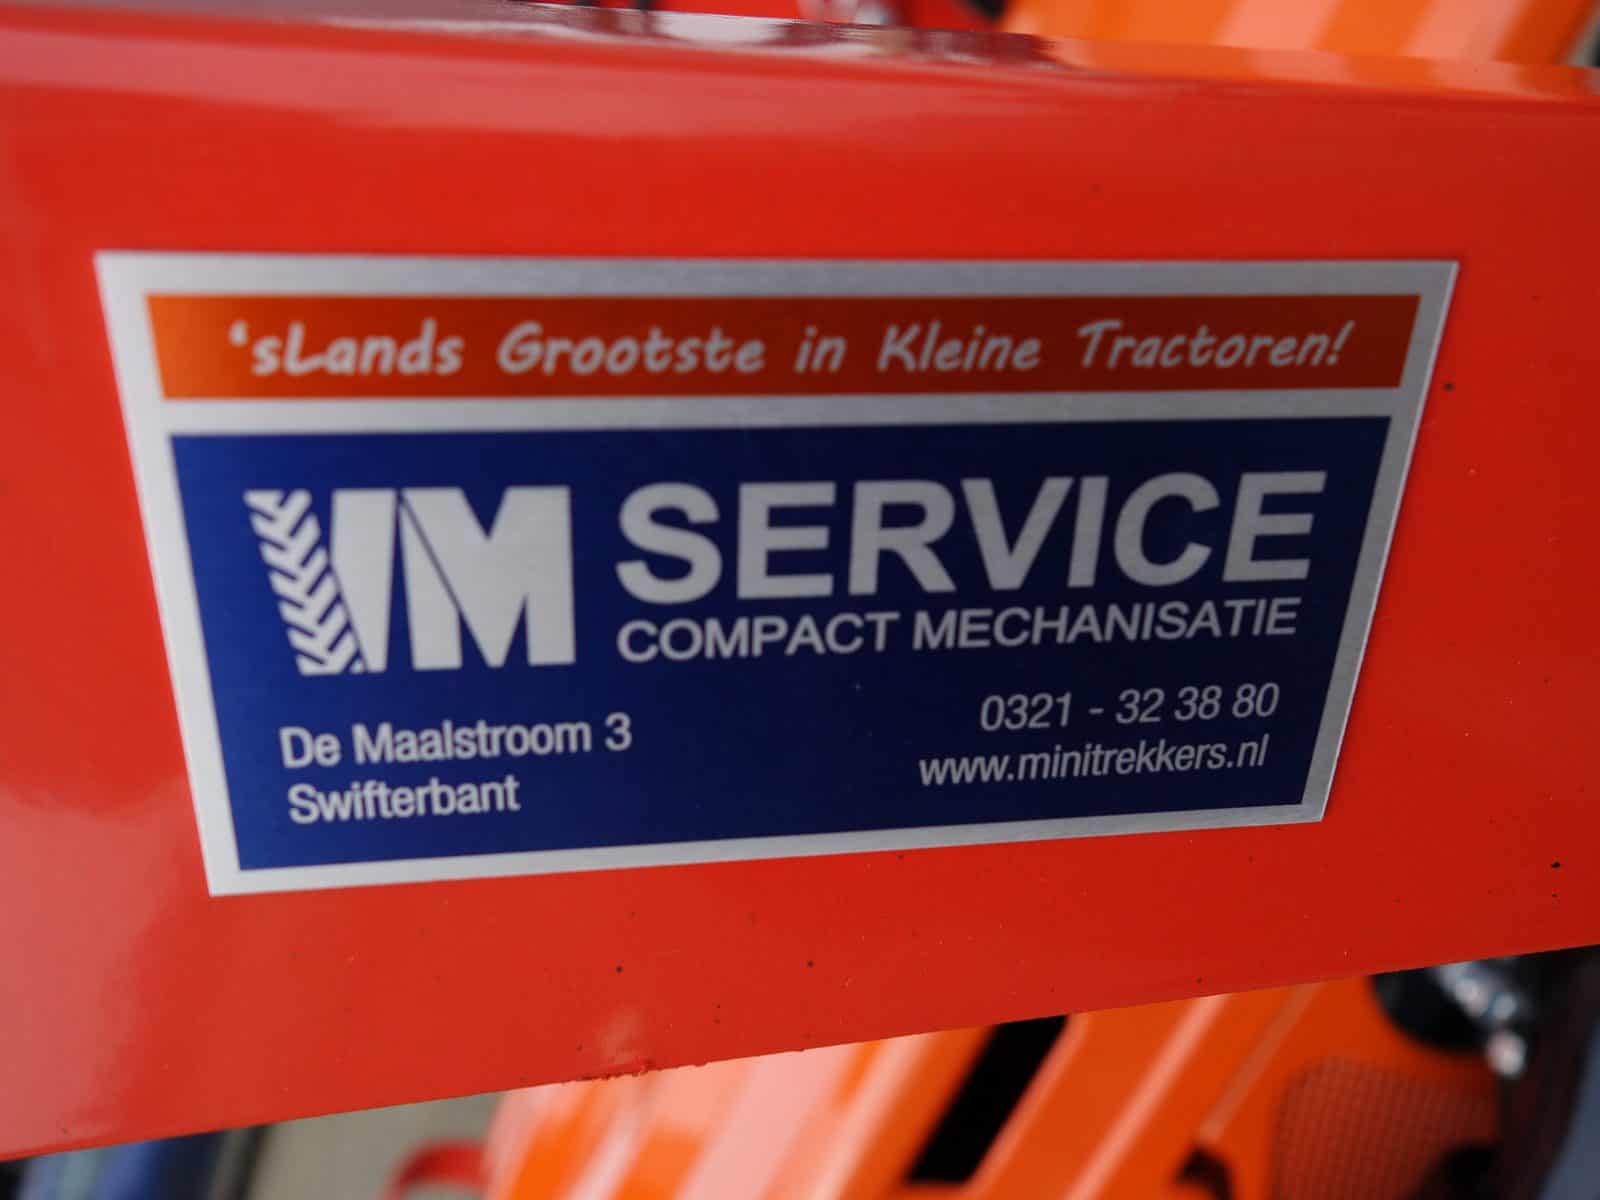 ‘sLands Grootste in Kleine Tractoren!
VM SERVICE
COMPACT MECHANISATIE
De Maalstroom 3
Swifterbant
0321 - 32 38 80
www.minitrekkers.nl